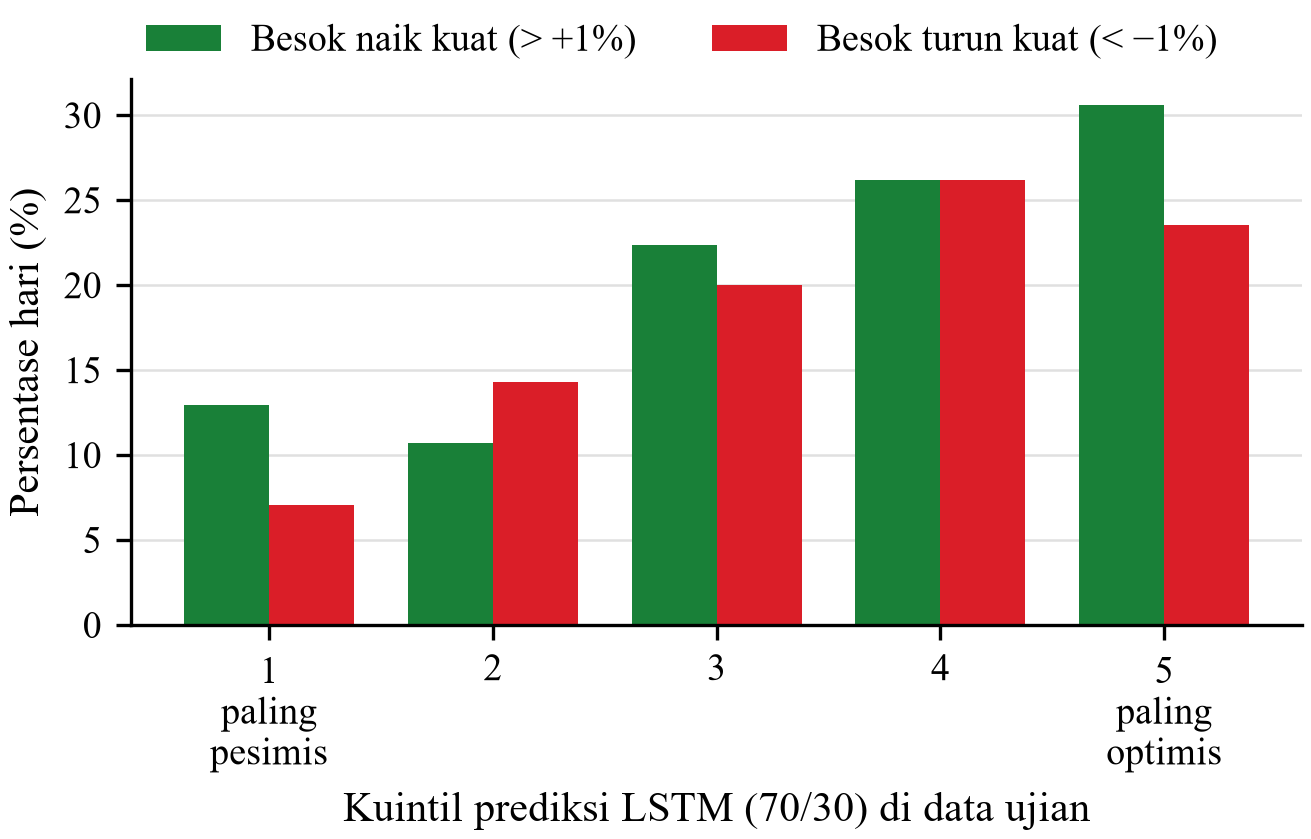 Besok naik kuat (> +1%)
Besok turun kuat (< −1%)
Persentase hari (%)
30
25
20
15
10
5
0
1
paling
pesimis
2
3
4
5
paling
optimis
Kuintil prediksi LSTM (70/30) di data ujian